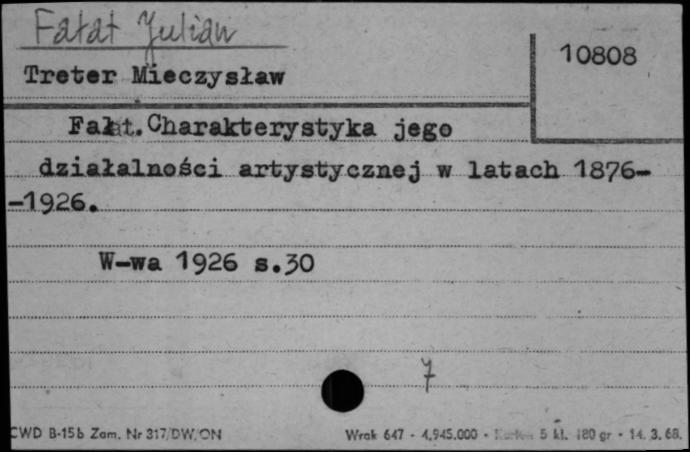 Fałat Julian
10808
Treter Mieczysław
Fałat. Charakterystyka jego
działalności artystycznej w latach 1876-
-1926.
W-wa 1926 s.30
7
CWD B-15b Zam. Nr 317/DW/ON
Wrak 647 - 4.945.000 - 5 kl. 180 gr - 14. 3. 68.